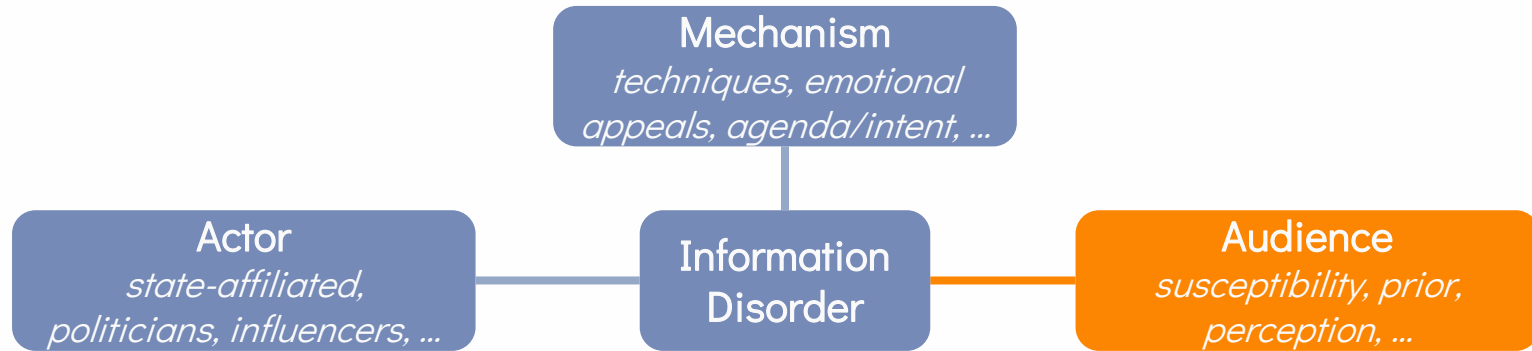 Mechanism
techniques, emotional
appeals, agenda/intent, ...
Actor
state-affiliated,
politicians, influencers, ...
Information
Disorder
Audience
susceptibility, prior,
perception, ...